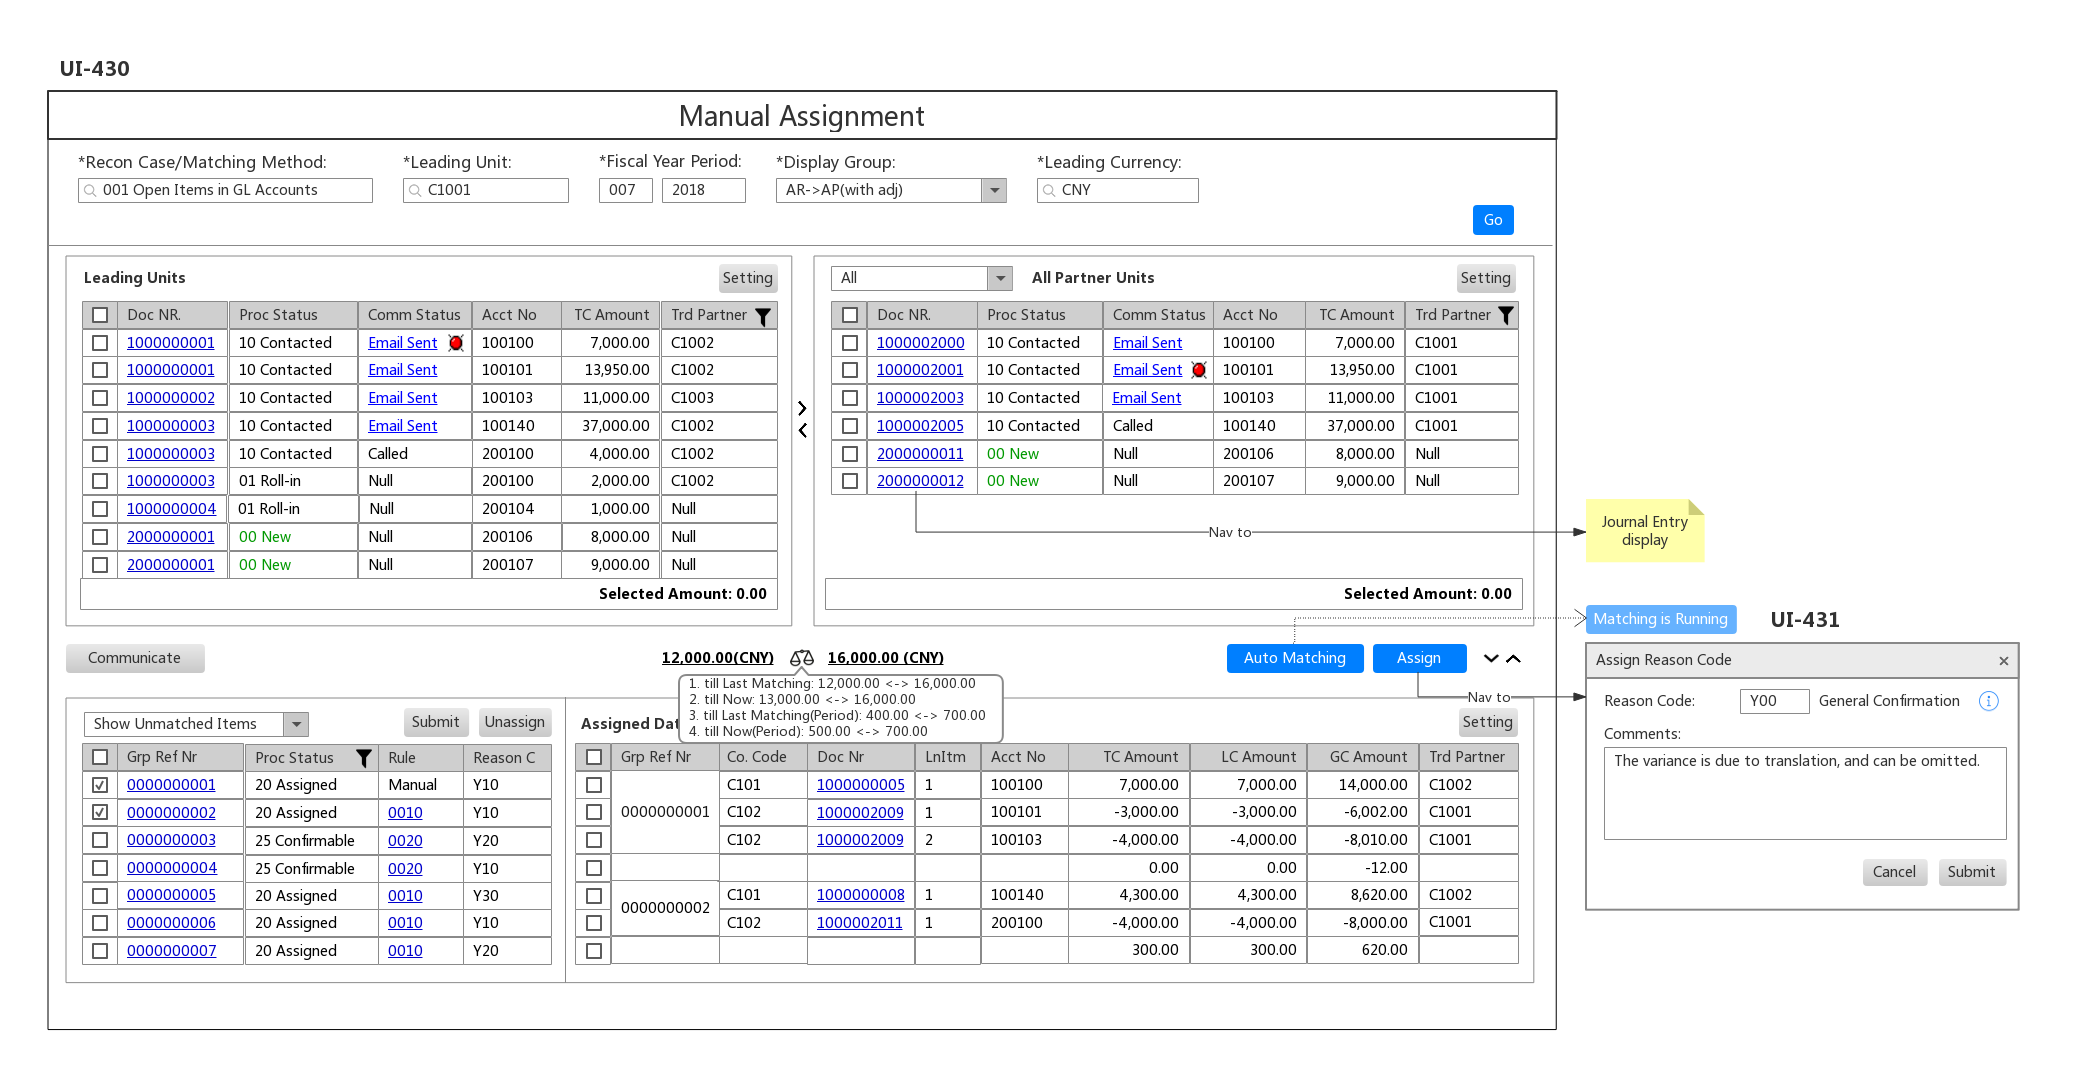 UI-430
Manual Assignment
*Recon Case/Matching Method: *Leading Unit: *Fiscal Year Period: *Display Group: *Leading Currency:
001 Open Items in GL Accounts C1001 007 2018 AR->AP(with adj) CNY
Go
Leading Units Setting
Doc NR. Proc Status Comm Status Acct No TC Amount Trd Partner
1000000001 10 Contacted Email Sent 100100 7,000.00 C1002
1000000001 10 Contacted Email Sent 100101 13,950.00 C1002
1000000002 10 Contacted Email Sent 100103 11,000.00 C1003
1000000003 10 Contacted Email Sent 100140 37,000.00 C1002
1000000003 10 Contacted Called 200100 4,000.00 C1002
1000000003 01 Roll-in Null 200100 2,000.00 C1002
1000000004 01 Roll-in Null 200104 1,000.00 Null
2000000001 00 New Null 200106 8,000.00 Null
2000000001 00 New Null 200107 9,000.00 Null
Selected Amount: 0.00
All All Partner Units Setting
Doc NR. Proc Status Comm Status Acct No TC Amount Trd Partner
1000002000 10 Contacted Email Sent 100100 7,000.00 C1001
1000002001 10 Contacted Email Sent 100101 13,950.00 C1001
1000002003 10 Contacted Email Sent 100103 11,000.00 C1001
1000002005 10 Contacted Called 100140 37,000.00 C1001
2000000011 00 New Null 200106 8,000.00 Null
2000000012 00 New Null 200107 9,000.00 Null
Nav to
Journal Entry
display
Selected Amount: 0.00
Communicate 12,000.00(CNY) 16,000.00 (CNY) Auto Matching Assign
1. till Last Matching: 12,000.00 <-> 16,000.00
2. till Now: 13,000.00 <-> 16,000.00
3. till Last Matching(Period): 400.00 <-> 700.00
4. till Now(Period): 500.00 <-> 700.00
Nav to
Show Unmatched Items Submit Unassign
Grp Ref Nr Proc Status Rule Reason C
0000000001 20 Assigned Manual Y10
0000000002 20 Assigned 0010 Y10
0000000003 25 Confirmable 0020 Y20
0000000004 25 Confirmable 0020 Y10
0000000005 20 Assigned 0010 Y30
0000000006 20 Assigned 0010 Y10
0000000007 20 Assigned 0010 Y20
Assigned Dat Setting
Grp Ref Nr Co. Code Doc Nr LnItm Acct No TC Amount LC Amount GC Amount Trd Partner
C101 1000000005 1 100100 7,000.00 7,000.00 14,000.00 C1002
0000000001 C102 1000002009 1 100101 -3,000.00 -3,000.00 -6,002.00 C1001
C102 1000002009 2 100103 -4,000.00 -4,000.00 -8,010.00 C1001
0.00 0.00 -12.00
C101 1000000008 1 100140 4,300.00 4,300.00 8,620.00 C1002
0000000002
C102 1000002011 1 200100 -4,000.00 -4,000.00 -8,000.00 C1001
300.00 300.00 620.00
Matching is Running UI-431
Assign Reason Code ×
Reason Code: Y00 General Confirmation i
Comments:
The variance is due to translation, and can be omitted.
Cancel Submit